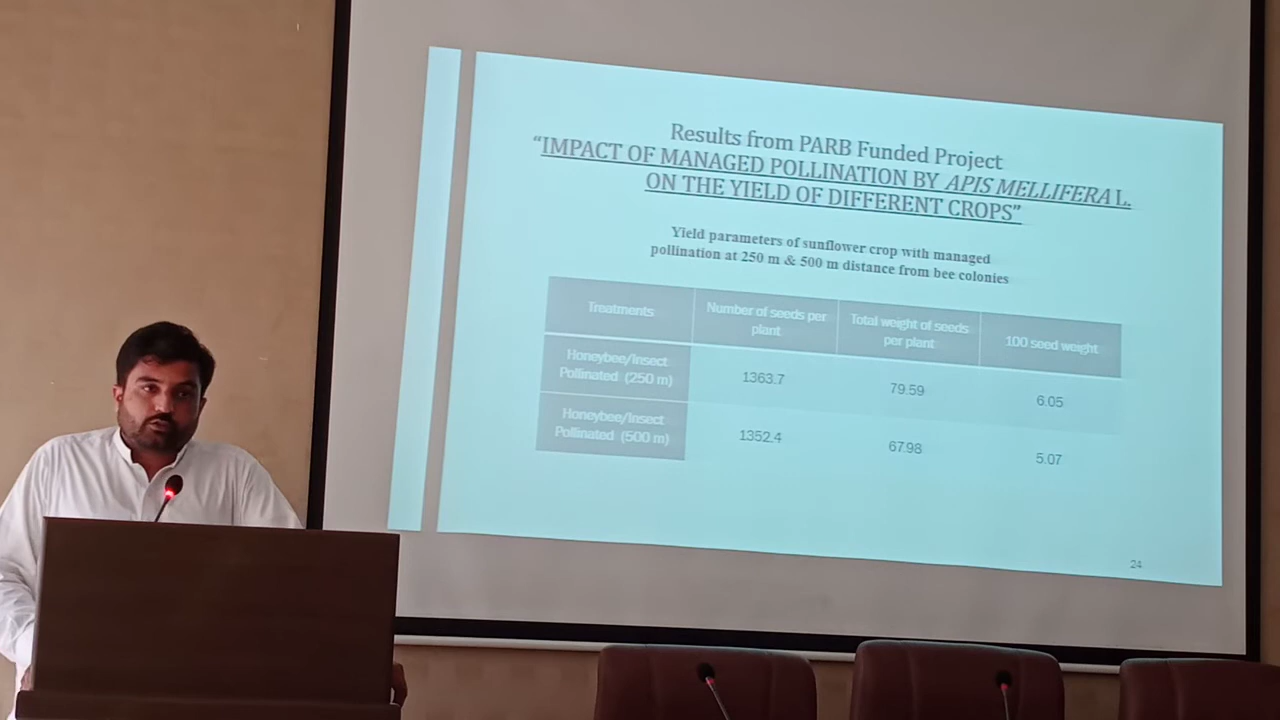 Results from PARB Funded Project
“IMPACT OF MANAGED POLLINATION BY APIS MELLIFERA L.
ON THE YIELD OF DIFFERENT CROPS”
Yield parameters of sunflower crop with managed
pollination at 250 m & 500 m distance from bee colonies
Treatments
Number of seeds per
plant
Total weight of seeds
per plant
100 seed weight
Honeybee/Insect
Pollinated (250 m)
1363.7
79.59
6.05
Honeybee/Insect
Pollinated (500 m)
1352.4
67.98
5.07
24